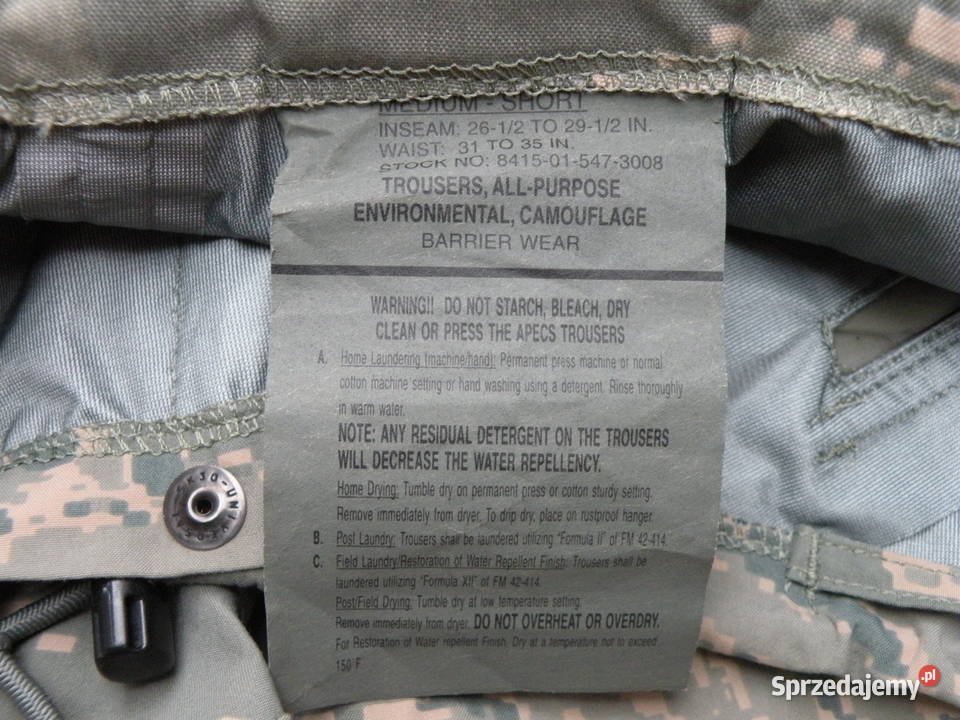 MEDIUM - SHORT
INSEAM: 26-1/2 TO 29-1/2 IN.
WAIST: 31 TO 35 IN.
STOCK NO: 8415-01-547-3008
TROUSERS, ALL-PURPOSE
ENVIRONMENTAL, CAMOUFLAGE
BARRIER WEAR
WARNING!! DO NOT STARCH, BLEACH, DRY
CLEAN OR PRESS THE APECS TROUSERS
A. Home Laundering (machine/hand): Permanent press machine or normal
cotton machine setting or hand washing using a detergent. Rinse thoroughly
in warm water.
NOTE: ANY RESIDUAL DETERGENT ON THE TROUSERS
WILL DECREASE THE WATER REPELLENCY.
Home Drying: Tumble dry on permanent press or cotton sturdy setting.
Remove immediately from dryer. To drip dry, place on rustproof hanger.
B. Post Laundry: Trousers shall be laundered utilizing "Formula II" of FM 42-414.
C. Field Laundry/Restoration of Water Repellent Finish: Trousers shall be
laundered utilizing "Formula XII" of FM 42-414.
Post/Field Drying: Tumble dry at low temperature setting.
Remove immediately from dryer. DO NOT OVERHEAT OR OVERDRY.
For Restoration of Water repellent Finish, Dry at a temperature not to exceed
150°F.
Sprzedajemy.pl